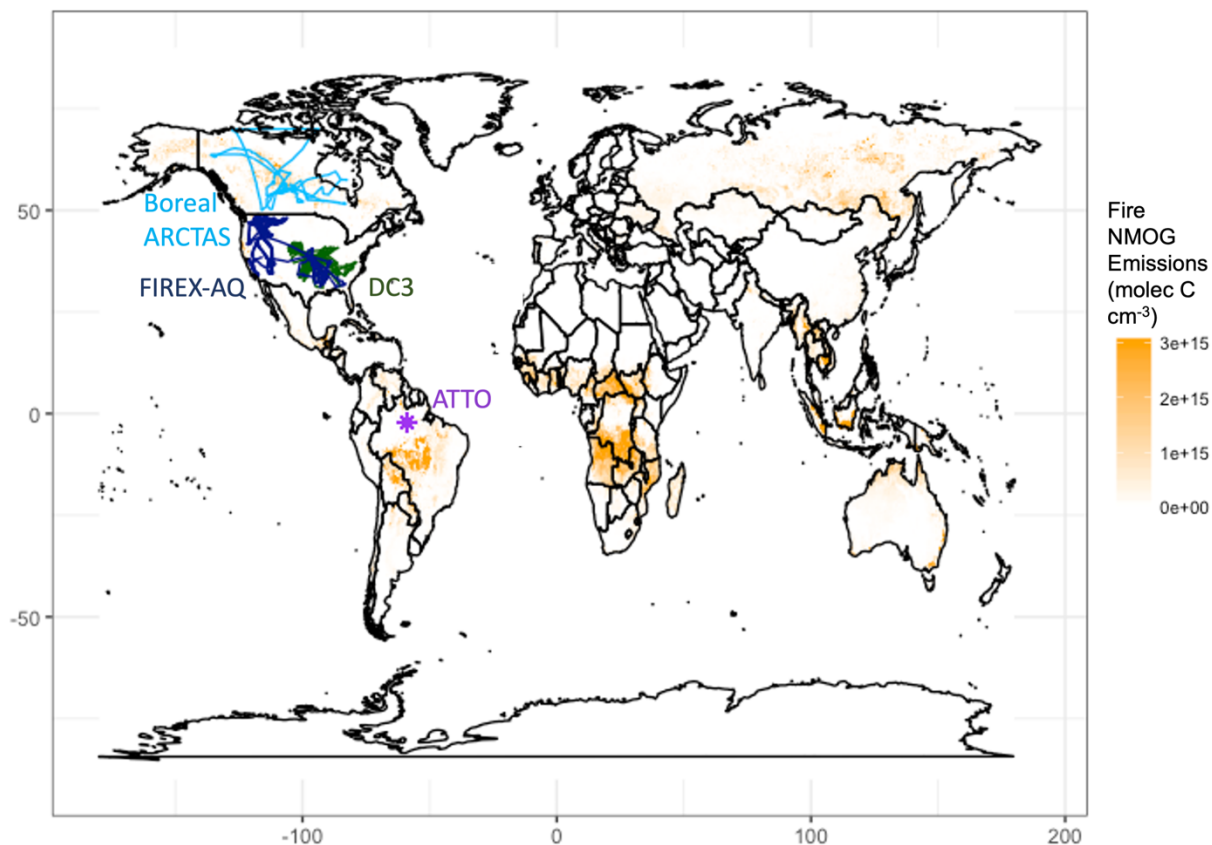 50
0
-50
-100
0
100
200
Boreal
ARCTAS
FIREX-AQ
DC3
ATTO
Fire
NMOG
Emissions
(molec C
cm⁻³)
3e+15
2e+15
1e+15
0e+00